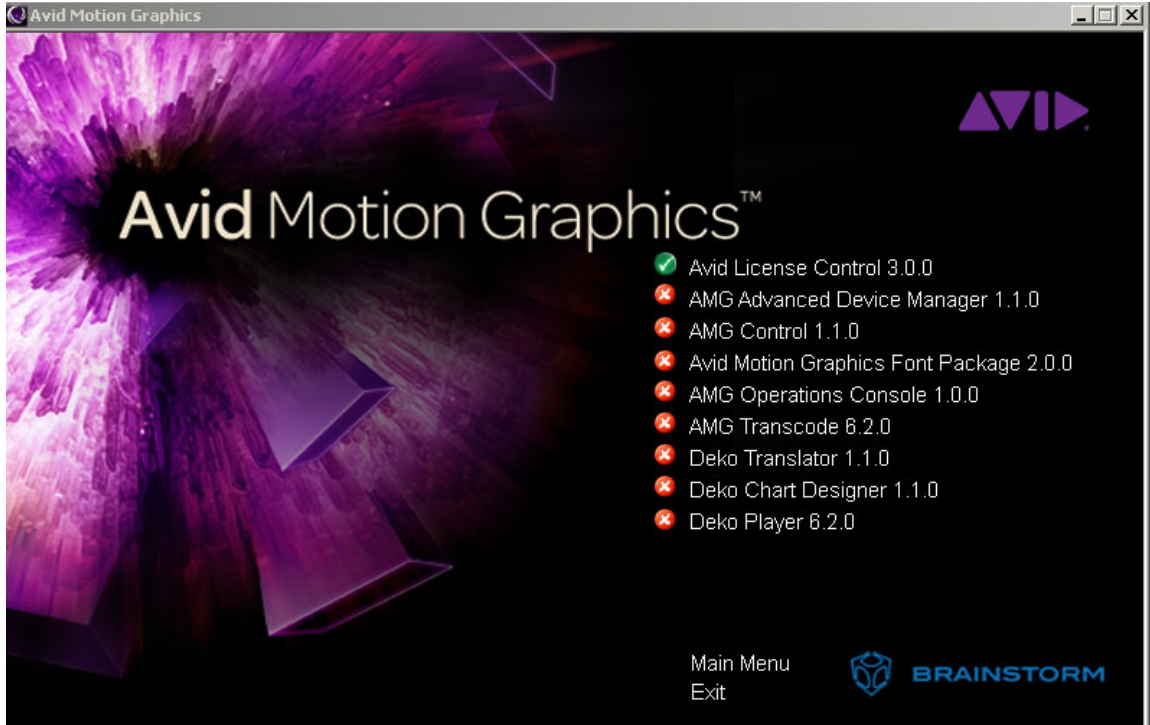 Avid Motion Graphics
AVID
Avid Motion Graphics™
Avid License Control 3.0.0
AMG Advanced Device Manager 1.1.0
AMG Control 1.1.0
Avid Motion Graphics Font Package 2.0.0
AMG Operations Console 1.0.0
AMG Transcode 6.2.0
Deko Translator 1.1.0
Deko Chart Designer 1.1.0
Deko Player 6.2.0
Main Menu
Exit
BRAINSTORM